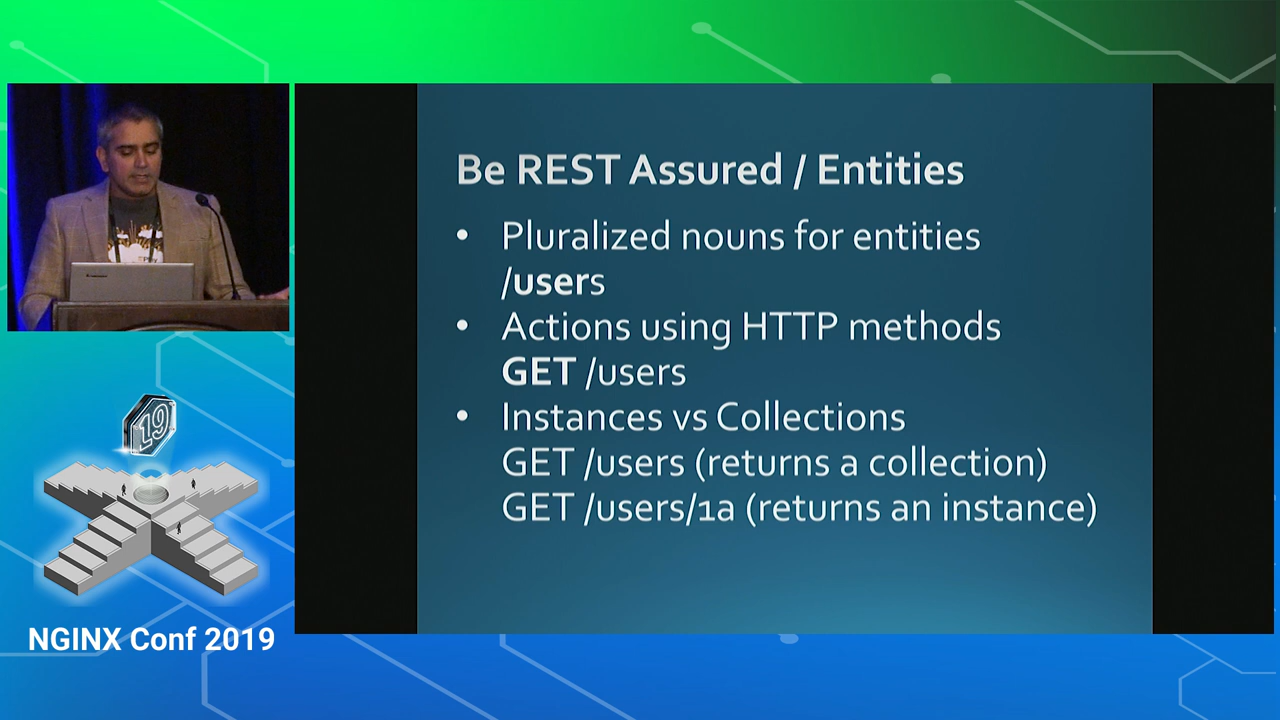 Be REST Assured / Entities
• Pluralized nouns for entities
/users
• Actions using HTTP methods
GET /users
• Instances vs Collections
GET /users (returns a collection)
GET /users/1a (returns an instance)
19
NGINX Conf 2019